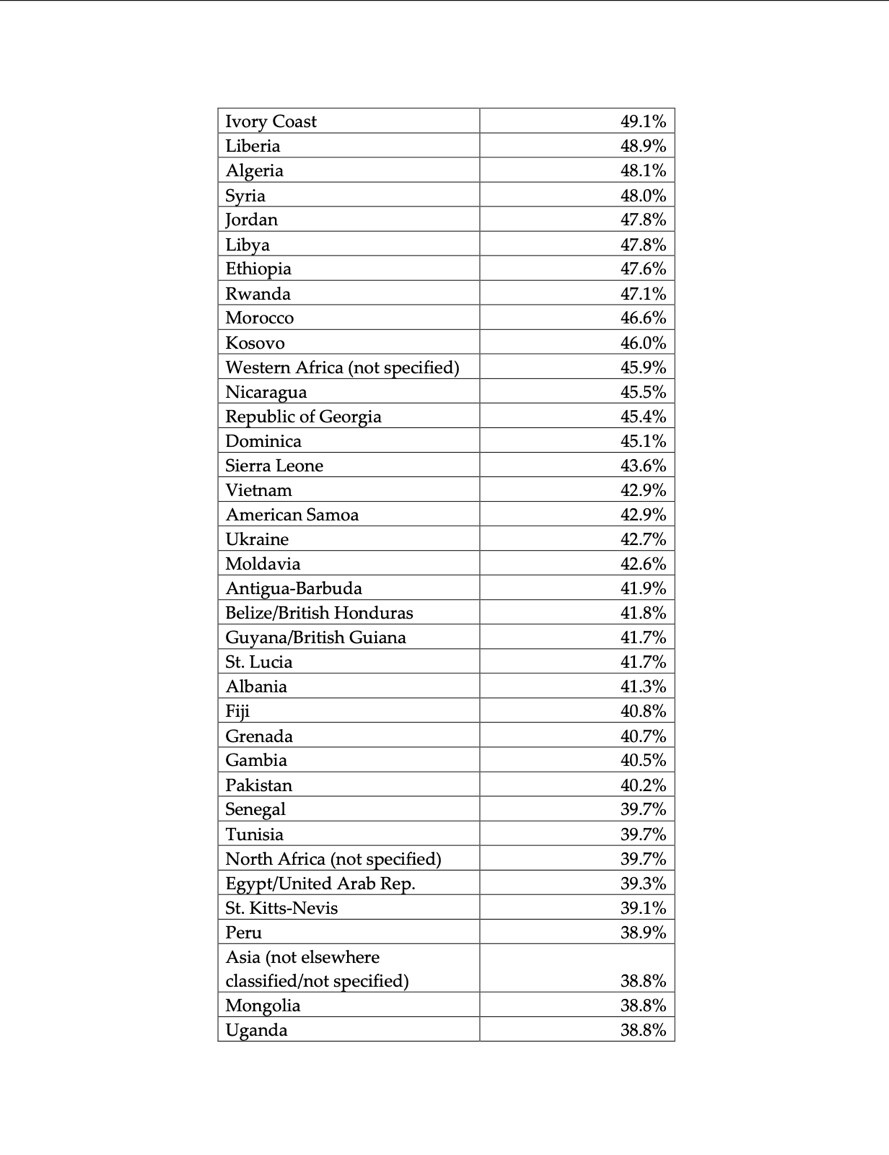 Ivory Coast 49.1%
Liberia 48.9%
Algeria 48.1%
Syria 48.0%
Jordan 47.8%
Libya 47.8%
Ethiopia 47.6%
Rwanda 47.1%
Morocco 46.6%
Kosovo 46.0%
Western Africa (not specified) 45.9%
Nicaragua 45.5%
Republic of Georgia 45.4%
Dominica 45.1%
Sierra Leone 43.6%
Vietnam 42.9%
American Samoa 42.9%
Ukraine 42.7%
Moldavia 42.6%
Antigua-Barbuda 41.9%
Belize/British Honduras 41.8%
Guyana/British Guiana 41.7%
St. Lucia 41.7%
Albania 41.3%
Fiji 40.8%
Grenada 40.7%
Gambia 40.5%
Pakistan 40.2%
Senegal 39.7%
Tunisia 39.7%
North Africa (not specified) 39.7%
Egypt/United Arab Rep. 39.3%
St. Kitts-Nevis 39.1%
Peru 38.9%
Asia (not elsewhere
classified/not specified) 38.8%
Mongolia 38.8%
Uganda 38.8%